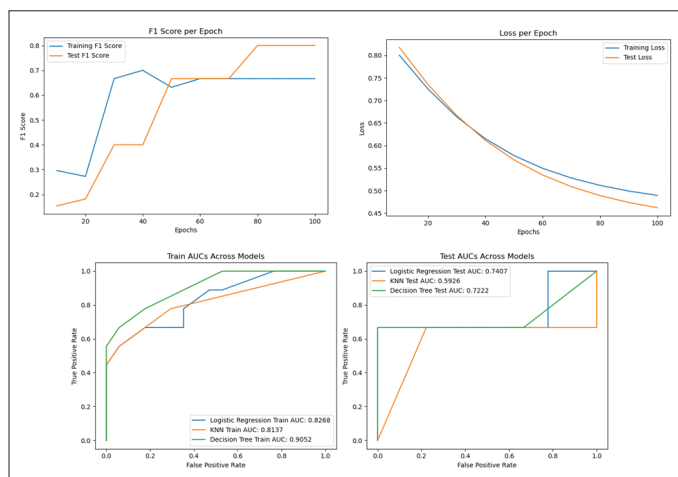 F1 Score per Epoch
Training F1 Score
Test F1 Score
0.8
0.7
0.6
0.5
0.4
0.3
0.2
F1 Score
20
40
60
80
100
Epochs
Loss per Epoch
Training Loss
Test Loss
0.80
0.75
0.70
0.65
0.60
0.55
0.50
0.45
Loss
20
40
60
80
100
Epochs
Train AUCs Across Models
1.0
0.8
0.6
0.4
0.2
0.0
True Positive Rate
Logistic Regression Train AUC: 0.8268
KNN Train AUC: 0.8137
Decision Tree Train AUC: 0.9052
0.0
0.2
0.4
0.6
0.8
1.0
False Positive Rate
Test AUCs Across Models
Logistic Regression Test AUC: 0.7407
KNN Test AUC: 0.5926
Decision Tree Test AUC: 0.7222
1.0
0.8
0.6
0.4
0.2
0.0
True Positive Rate
0.0
0.2
0.4
0.6
0.8
1.0
False Positive Rate